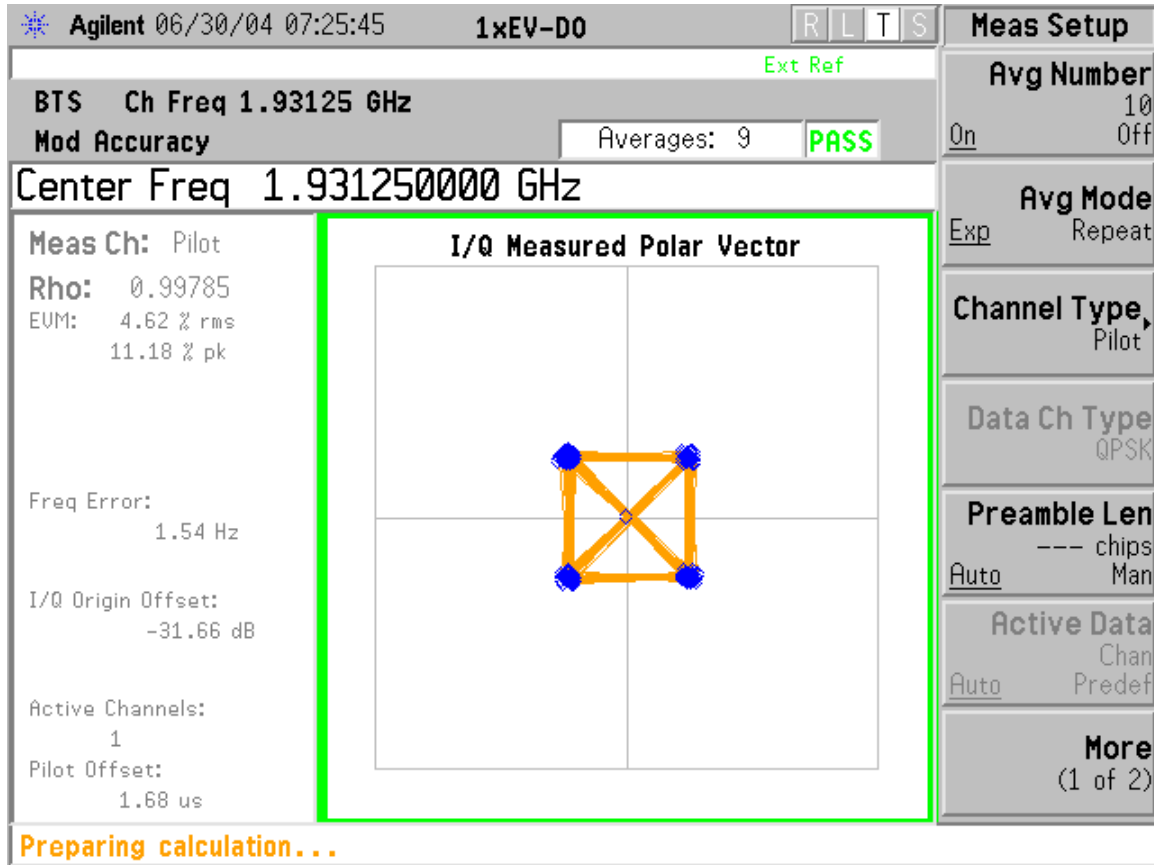 Agilent 06/30/04 07:25:45 1xEV-DO R L T S
Ext Ref
BTS Ch Freq 1.93125 GHz
Mod Accuracy Averages: 9 PASS
Center Freq 1.931250000 GHz
Meas Ch: Pilot
Rho: 0.99785
EVM: 4.62 % rms
11.18 % pk
Freq Error:
1.54 Hz
I/Q Origin Offset:
-31.66 dB
Active Channels:
1
Pilot Offset:
1.68 us
I/Q Measured Polar Vector
Preparing calculation...
Meas Setup
Avg Number
10
On Off
Avg Mode
Exp Repeat
Channel Type
Pilot
Data Ch Type
QPSK
Preamble Len
--- chips
Auto Man
Active Data
Chan
Auto Predef
More
(1 of 2)